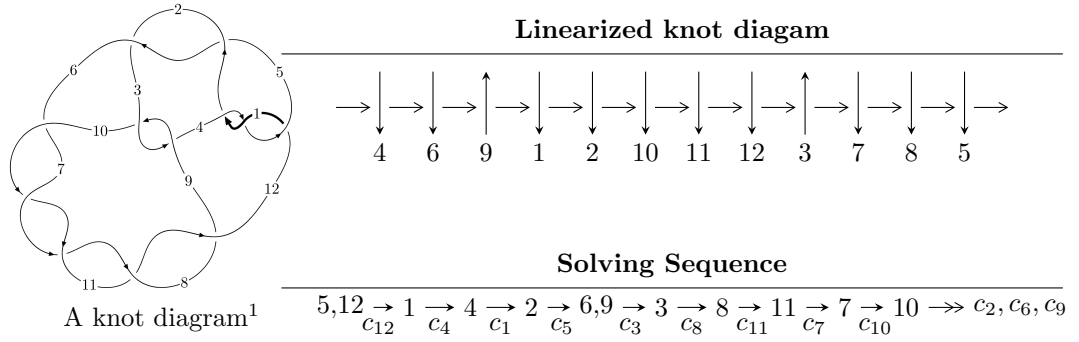 2
6
5
3
1
4
10
7
9
12
11
8
A knot diagram¹
Linearized knot diagam
4 6 9 1 2 10 11 12 3 7 8 5
Solving Sequence
5,12 → 1 → 4 → 2 → 6,9 → 3 → 8 → 11 → 7 → 10 →→ c₂, c₆, c₉
c₁₂ c₄ c₁ c₅ c₃ c₈ c₁₁ c₇ c₁₀